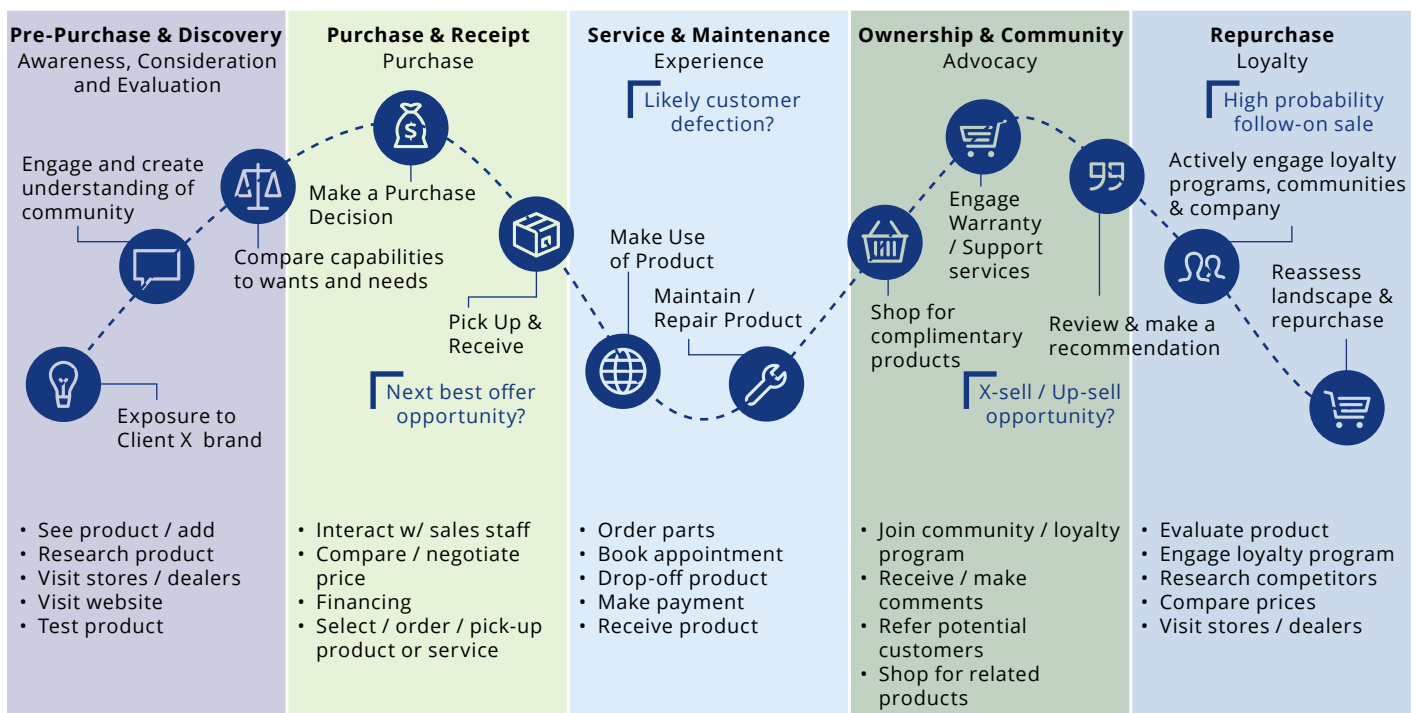 Pre-Purchase & Discovery
Awareness, Consideration
and Evaluation
Engage and create
understanding of
community
Compare capabilities
to wants and needs
Exposure to
Client X brand
• See product / add
• Research product
• Visit stores / dealers
• Visit website
• Test product
Purchase & Receipt
Purchase
$
Make a Purchase
Decision
Pick Up &
Receive
Next best offer
opportunity?
• Interact w/ sales staff
• Compare / negotiate
price
• Financing
• Select / order / pick-up
product or service
Service & Maintenance
Experience
Likely customer
defection?
Make Use
of Product
Maintain /
Repair Product
• Order parts
• Book appointment
• Drop-off product
• Make payment
• Receive product
Ownership & Community
Advocacy
Engage
Warranty
/ Support
services
Shop for
complimentary
products
Review & make a
recommendation
X-sell / Up-sell
opportunity?
• Join community / loyalty
program
• Receive / make
comments
• Refer potential
customers
• Shop for related
products
Repurchase
Loyalty
High probability
follow-on sale
Actively engage loyalty
programs, communities
& company
Reassess
landscape &
repurchase
• Evaluate product
• Engage loyalty program
• Research competitors
• Compare prices
• Visit stores / dealers